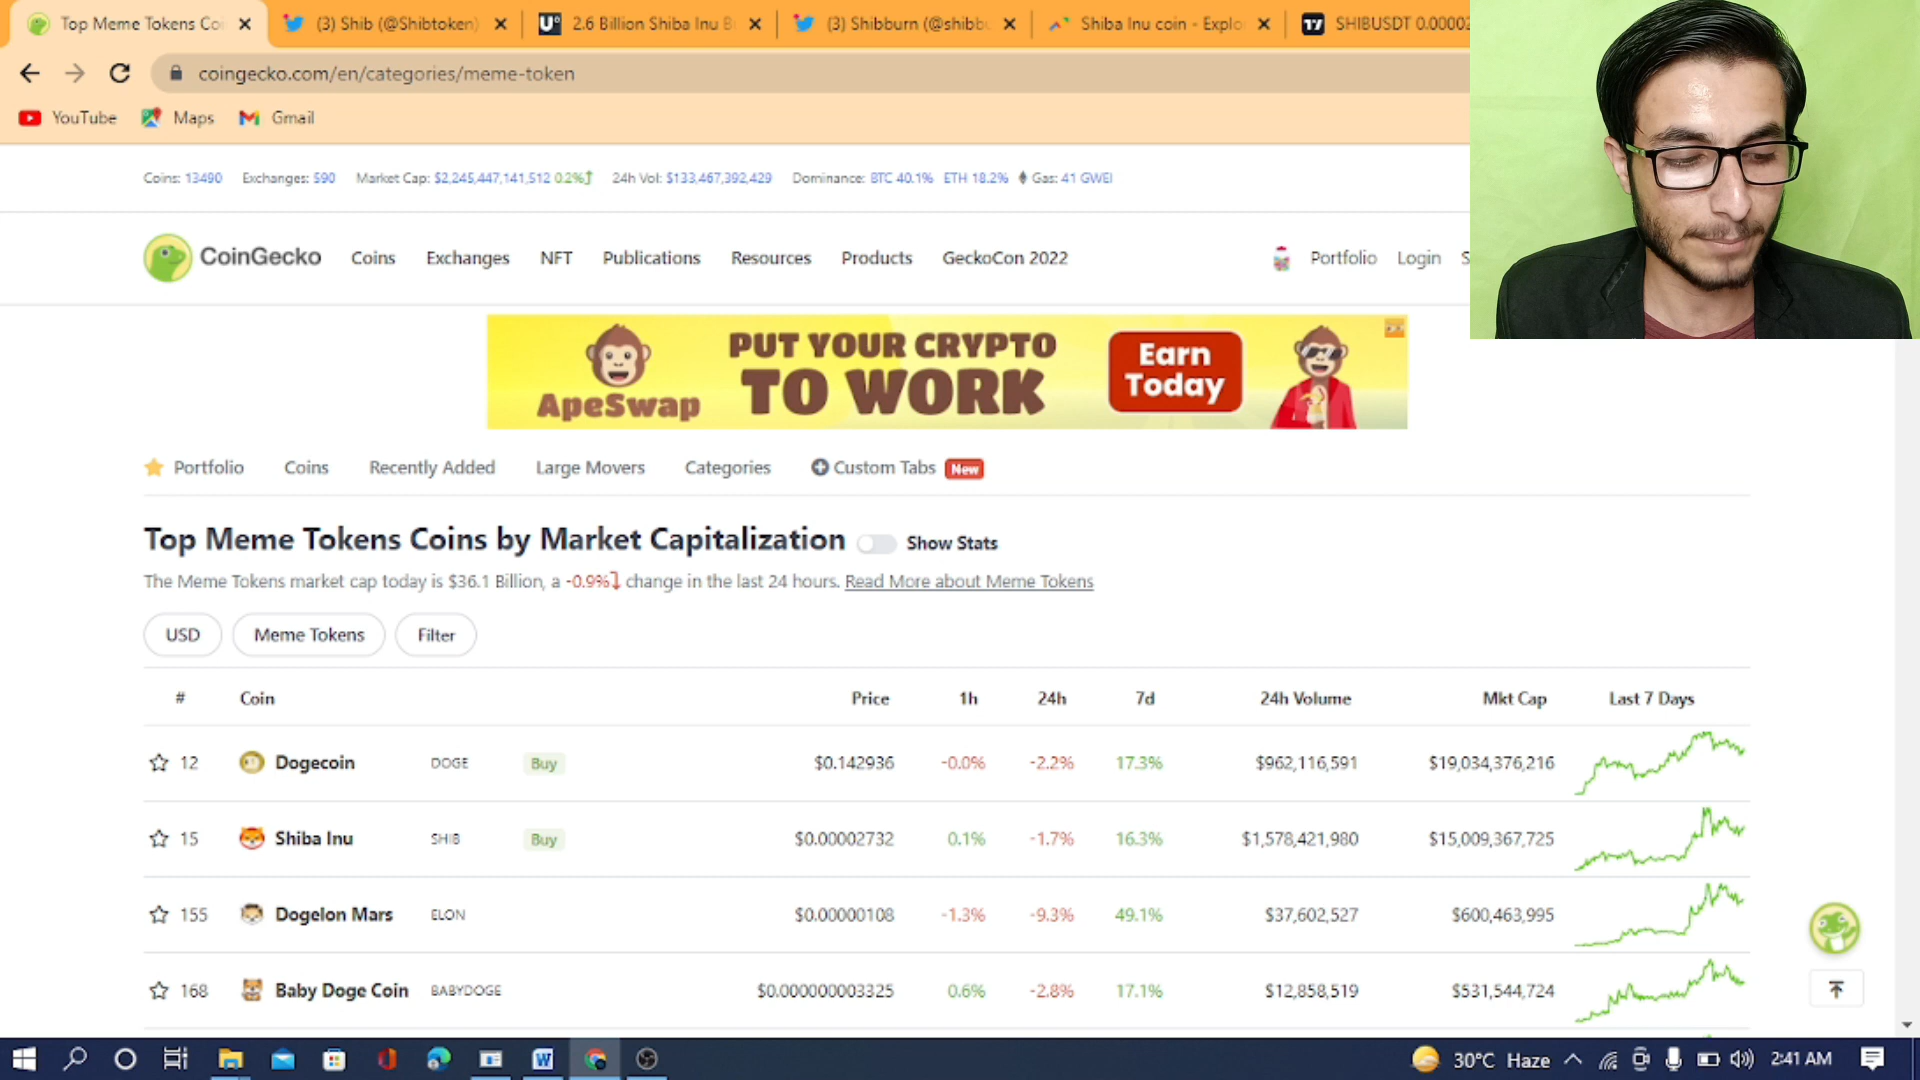 Top Meme Tokens Co
(3) Shib (@Shibtoken)
2.6 Billion Shiba Inu B
(3) Shibburn (@shibb
Shiba Inu coin - Explo
SHIBUSDT 0.00002
coingecko.com/en/categories/meme-token
YouTube
Maps
Gmail
Coins: 13490 Exchanges: 590 Market Cap: $2,245,447,141,512 0.2% 24h Vol: $133,467,392,429 Dominance: BTC 40.1% ETH 18.2% Gas: 41 GWEI
CoinGecko
Coins Exchanges NFT Publications Resources Products GeckoCon 2022
Portfolio Login S
ApeSwap
PUT YOUR CRYPTO
TO WORK
Earn
Today
Portfolio Coins Recently Added Large Movers Categories Custom Tabs New
Top Meme Tokens Coins by Market Capitalization Show Stats
The Meme Tokens market cap today is $36.1 Billion, a -0.9% change in the last 24 hours. Read More about Meme Tokens
USD Meme Tokens Filter
# Coin Price 1h 24h 7d 24h Volume Mkt Cap Last 7 Days
12 Dogecoin DOGE Buy $0.142936 -0.0% -2.2% 17.3% $962,116,591 $19,034,376,216
15 Shiba Inu SHIB Buy $0.00002732 0.1% -1.7% 16.3% $1,578,421,980 $15,009,367,725
155 Dogelon Mars ELON $0.00000108 -1.3% -9.3% 49.1% $37,602,527 $600,463,995
168 Baby Doge Coin BABYDOGE $0.000000003325 0.6% -2.8% 17.1% $12,858,519 $531,544,724
30°C Haze 2:41 AM